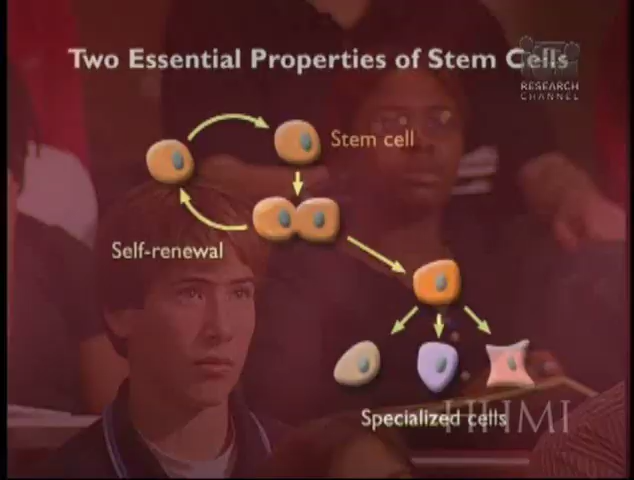 Two Essential Properties of Stem Cells
RESEARCH
CHANNEL
Stem cell
Self-renewal
Specialized cells
HHMI